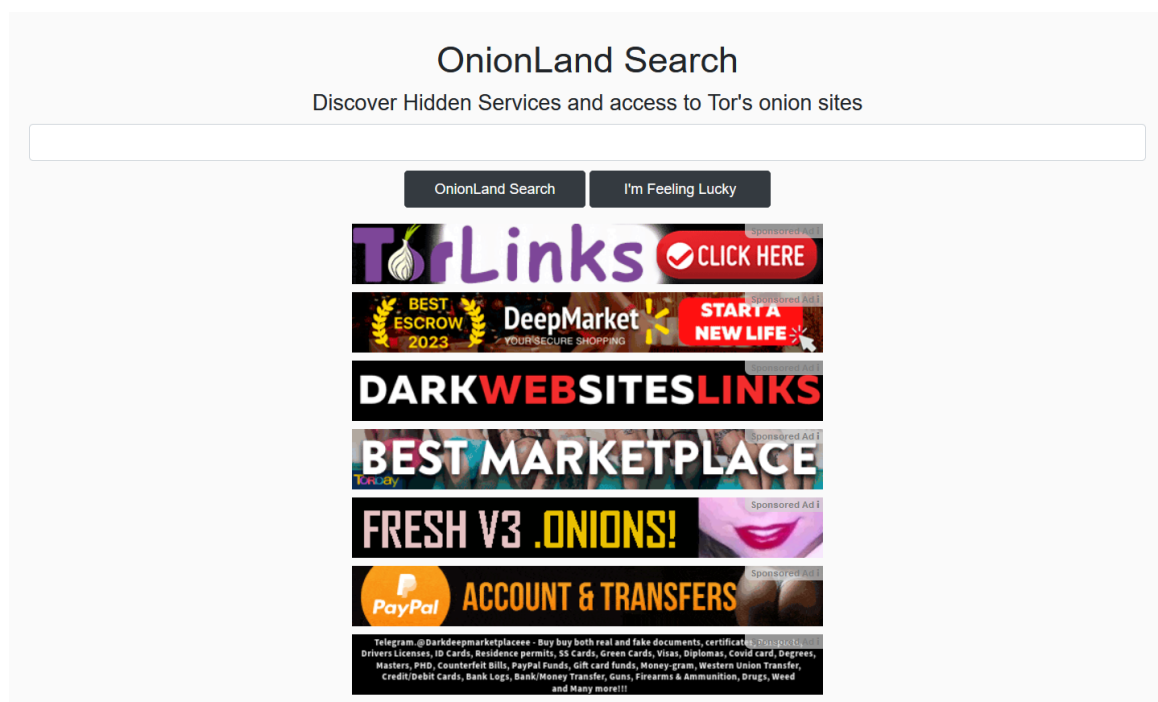 OnionLand Search
Discover Hidden Services and access to Tor's onion sites
OnionLand Search
I'm Feeling Lucky
TorLinks
CLICK HERE
Sponsored Ad
BEST
ESCROW
2023
DeepMarket
YOUR SECURE SHOPPING
START A
NEW LIFE
Sponsored Ad
DARKWEBSITESLINKS
Sponsored Ad
BEST MARKETPLACE
TORBAY
Sponsored Ad
FRESH V3 .ONIONS!
Sponsored Ad
PayPal
ACCOUNT & TRANSFERS
Sponsored Ad
Telegram.@Darkdeepmarketplaceee - Buy buy both real and fake documents, certificates,
Drivers Licenses, ID Cards, Residence permits, SS Cards, Green Cards, Visas, Diplomas, Covid card, Degrees,
Masters, PHD, Counterfeit Bills, PayPal Funds, Gift card funds, Money-gram, Western Union Transfer,
Credit/Debit Cards, Bank Logs, Bank/Money Transfer, Guns, Firearms & Ammunition, Drugs, Weed
and Many more!!!